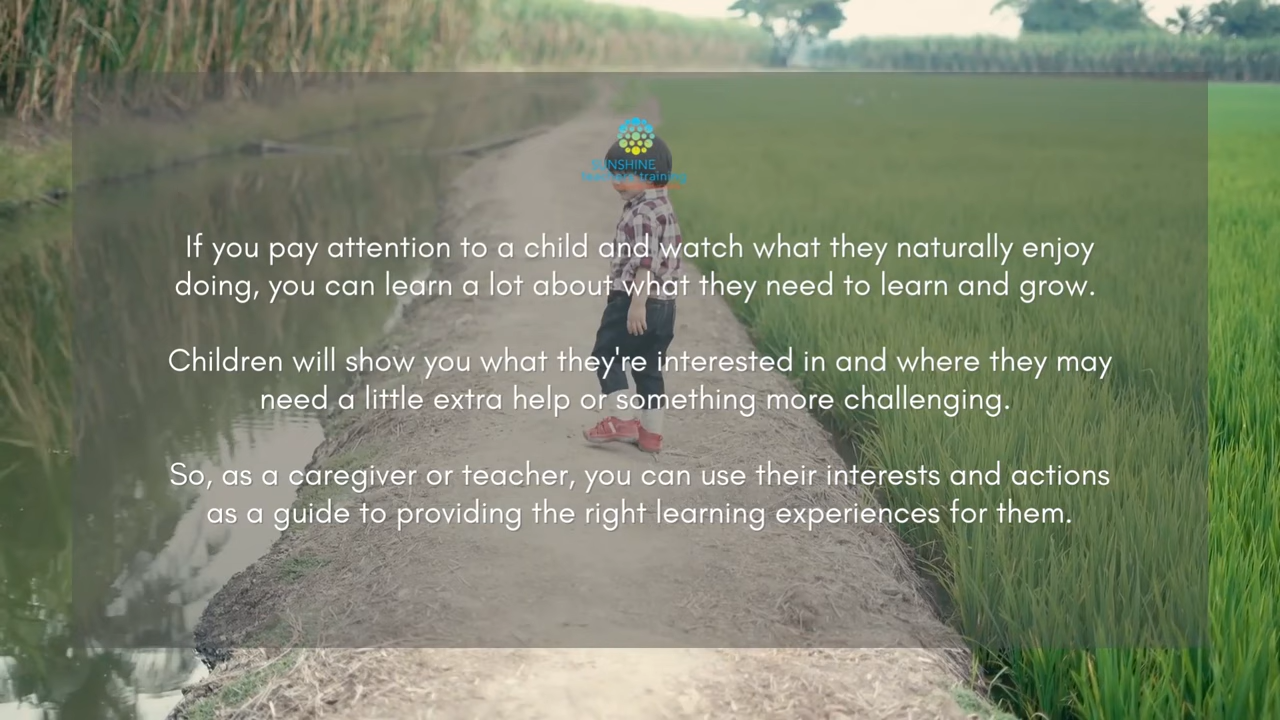 SUNSHINE
teachers' training
If you pay attention to a child and watch what they naturally enjoy
doing, you can learn a lot about what they need to learn and grow.
Children will show you what they're interested in and where they may
need a little extra help or something more challenging.
So, as a caregiver or teacher, you can use their interests and actions
as a guide to providing the right learning experiences for them.